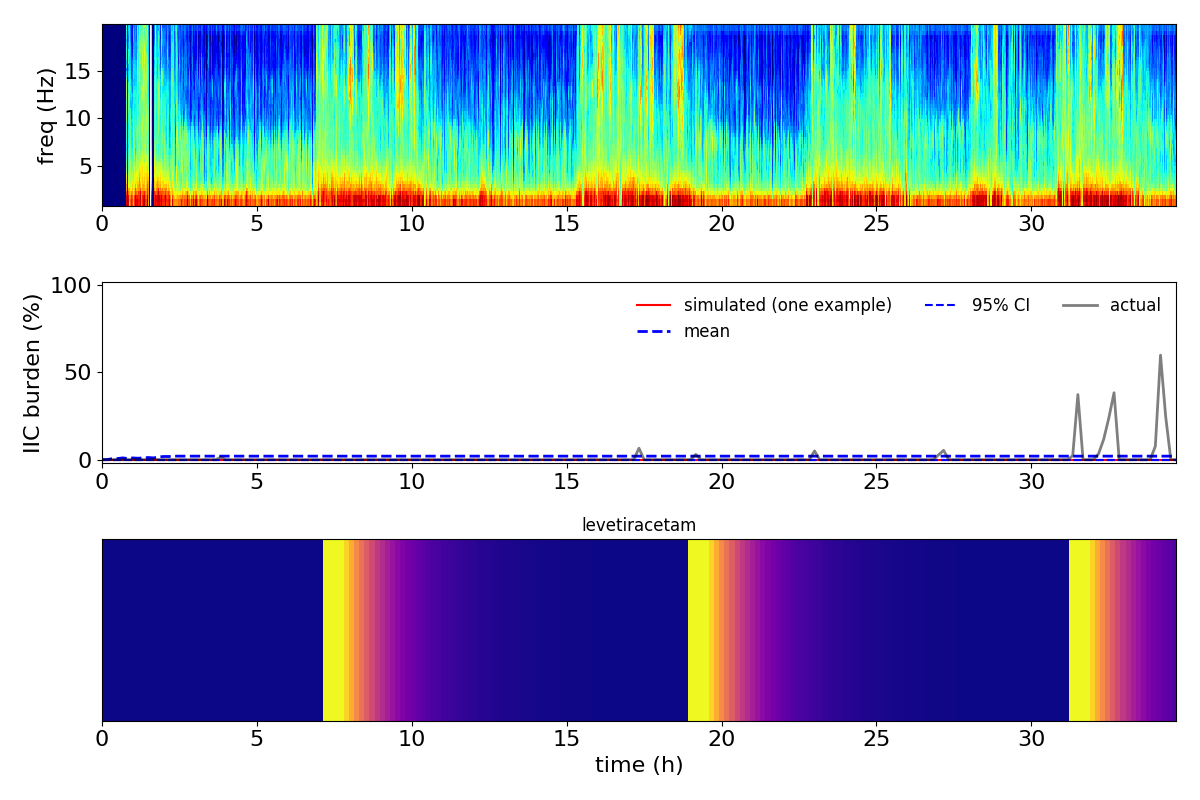 freq (Hz)
15
10
5
0 5 10 15 20 25 30
IIC burden (%)
100
50
0
simulated (one example) 95% CI actual
mean
0 5 10 15 20 25 30
levetiracetam
0 5 10 15 20 25 30
time (h)